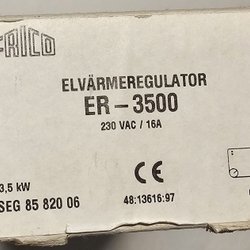 FRICO
ELVÄRMEREGULATOR
ER-3500
230 VAC / 16A
CE
3,5 kW
SEG 85 820 06
48:13616:97